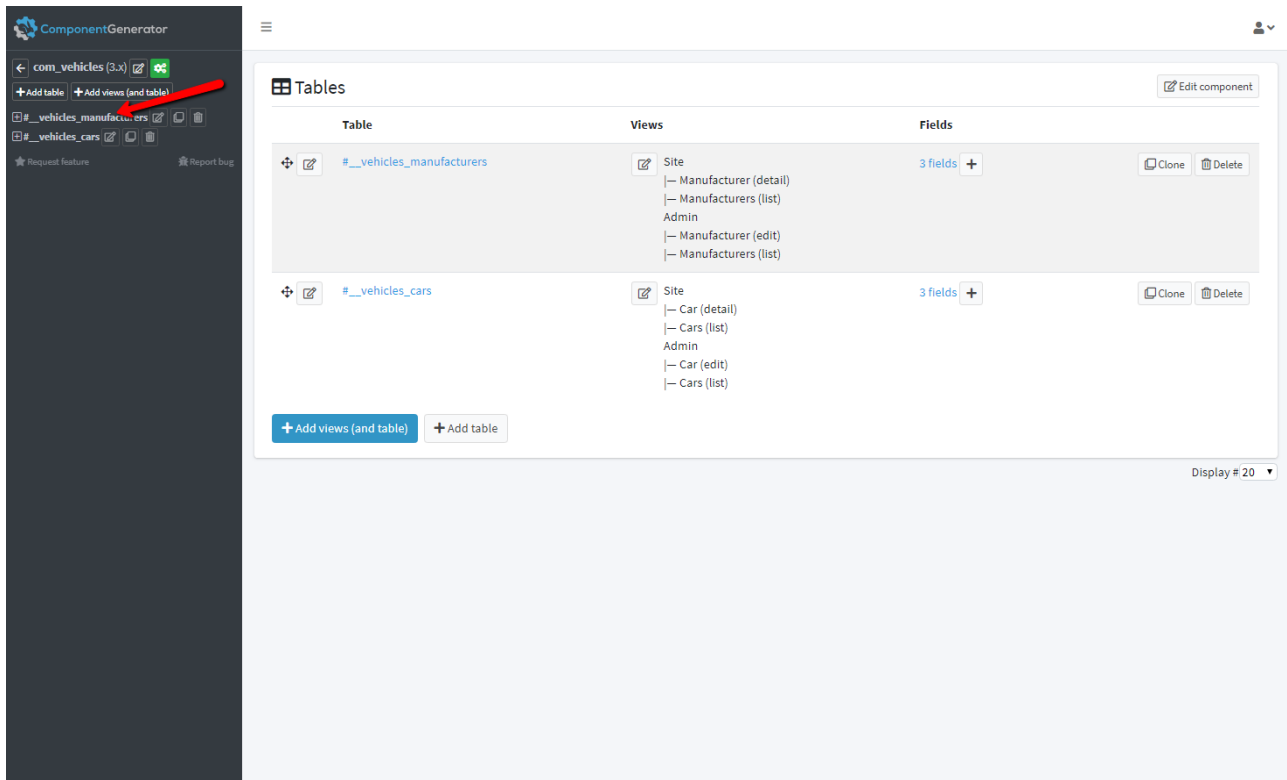 ComponentGenerator
com_vehicles (3.x)
Add table Add views (and table)
#__vehicles_manufacturers
#__vehicles_cars
Request feature Report bug
Tables Edit component
Table Views Fields
#__vehicles_manufacturers Site 3 fields Clone Delete
|— Manufacturer (detail)
|— Manufacturers (list)
Admin
|— Manufacturer (edit)
|— Manufacturers (list)
#__vehicles_cars Site 3 fields Clone Delete
|— Car (detail)
|— Cars (list)
Admin
|— Car (edit)
|— Cars (list)
Add views (and table) Add table
Display # 20